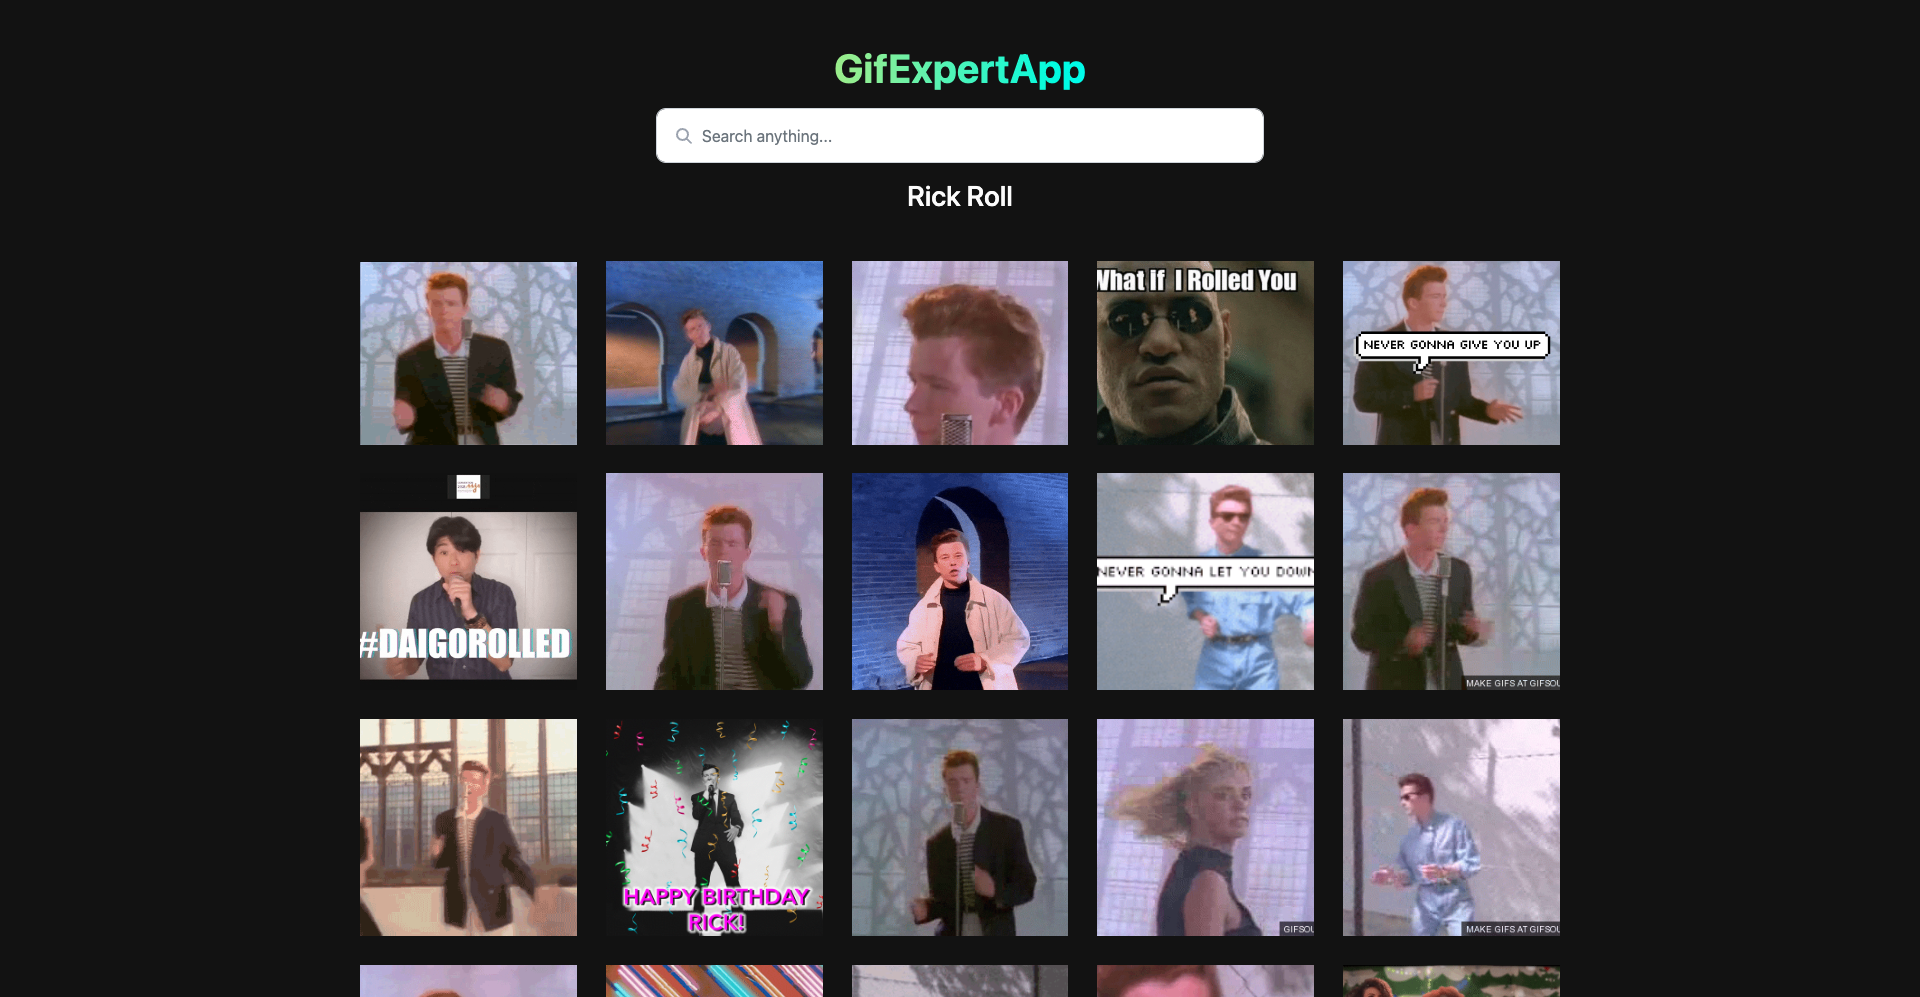 GifExpertApp
Search anything...
Rick Roll
What if I Rolled You
NEVER GONNA GIVE YOU UP
#DAIGOROLLED
NEVER GONNA LET YOU DOWN
MAKE GIFS AT GIFSOU
HAPPY BIRTHDAY
RICK!
GIFSOU
MAKE GIFS AT GIFSOU